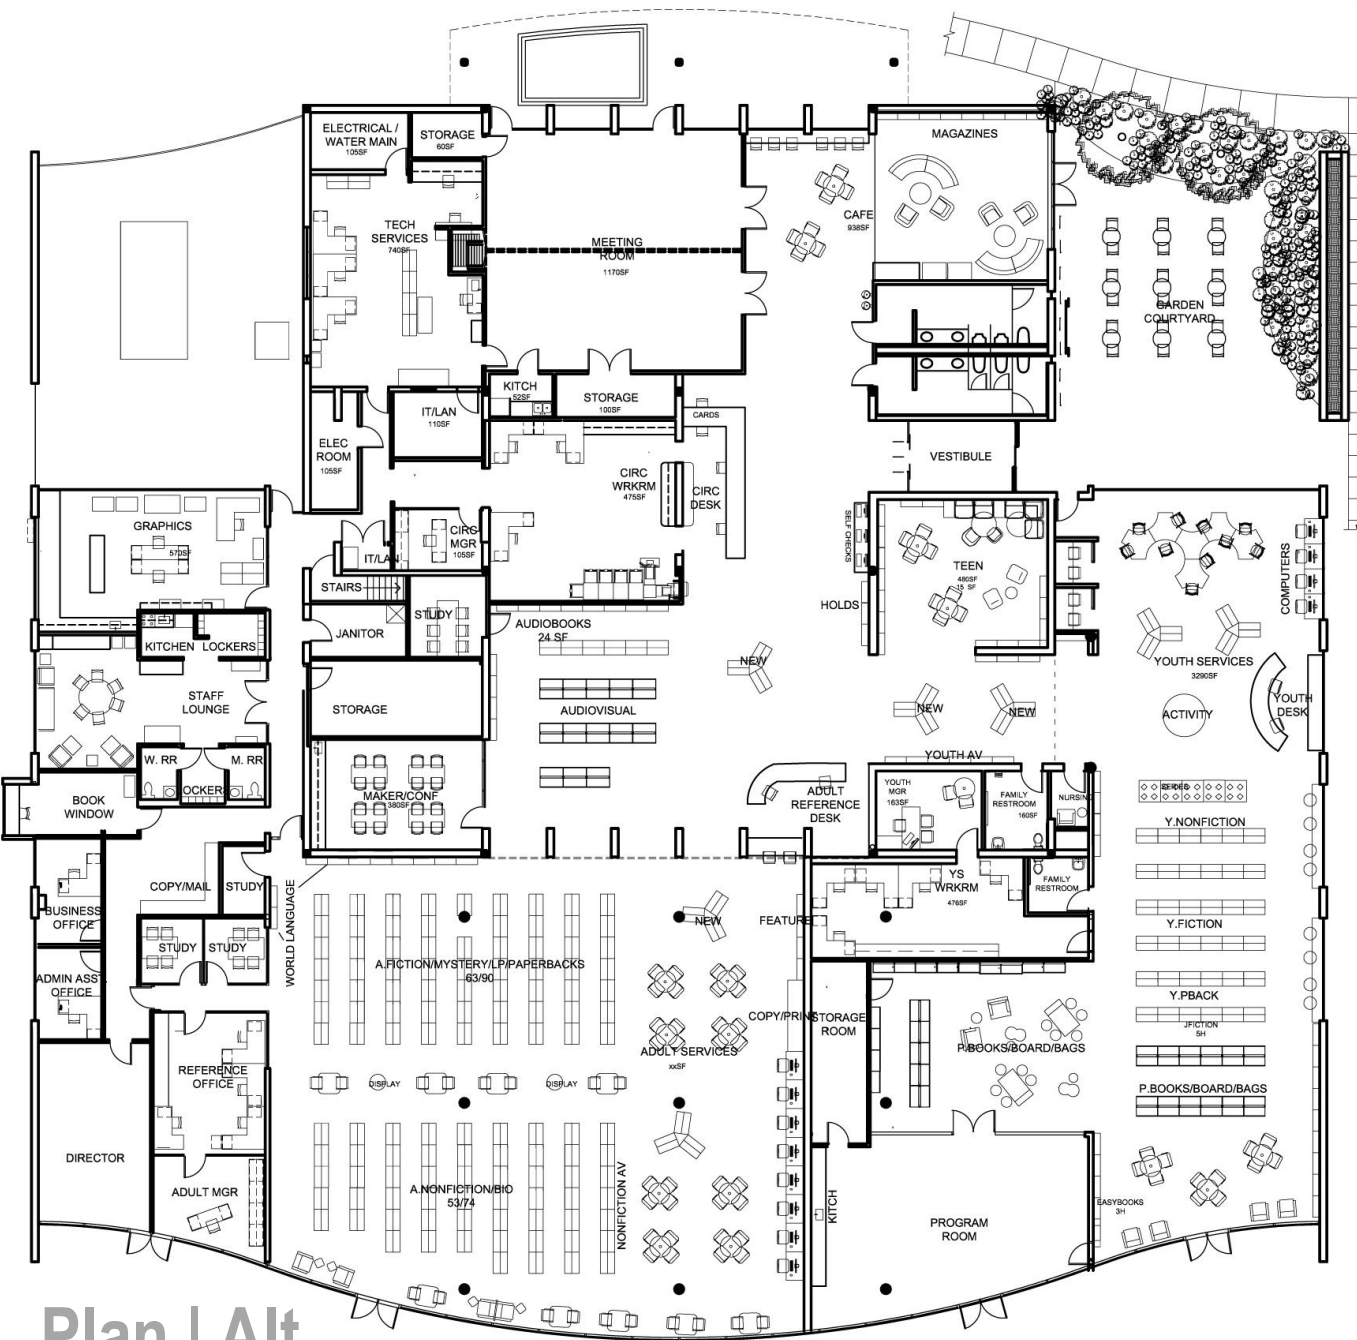 ELECTRICAL /
WATER MAIN
105SF
STORAGE
60SF
MAGAZINES
TECH
SERVICES
740SF
MEETING
ROOM
1170SF
CAFE
938SF
GARDEN
COURTYARD
KITCH
52SF
STORAGE
100SF
IT/LAN
110SF
CARDS
ELEC
ROOM
105SF
CIRC
WRKRM
475SF
CIRC
DESK
VESTIBULE
GRAPHICS
570SF
CIRC
MGR
105SF
IT/LAN
SELF CHECKS
TEEN
480SF
15 SF
COMPUTERS
STAIRS
STUDY
HOLDS
JANITOR
AUDIOBOOKS
24 SF
KITCHEN
LOCKERS
NEW
YOUTH SERVICES
3290SF
STAFF
LOUNGE
STORAGE
AUDIOVISUAL
NEW
NEW
ACTIVITY
YOUTH
DESK
YOUTH AV
W. RR
M. RR
OCKER
BOOK
WINDOW
MAKER/CONF
380SF
ADULT
REFERENCE
DESK
YOUTH
MGR
163SF
FAMILY
RESTROOM
160SF
NURSIN
Y.NONFICTION
COPY/MAIL
STUDY
WORLD LANGUAGE
YS
WRKRM
476SF
FAMILY
RESTROOM
BUSINESS
OFFICE
NEW
FEATURE
Y.FICTION
STUDY
STUDY
A.FICTION/MYSTERY/LP/PAPERBACKS
63/90
ADMIN ASST
OFFICE
Y.PBACK
COPY/PRINT
STORAGE
ROOM
JFICTION
5H
ADULT SERVICES
xxSF
P.BOOKS/BOARD/BAGS
REFERENCE
OFFICE
DISPLAY
DISPLAY
P.BOOKS/BOARD/BAGS
DIRECTOR
ADULT MGR
A.NONFICTION/BIO
53/74
NONFICTION AV
KITCH
EASYBOOKS
3H
PROGRAM
ROOM
Plan | Alt